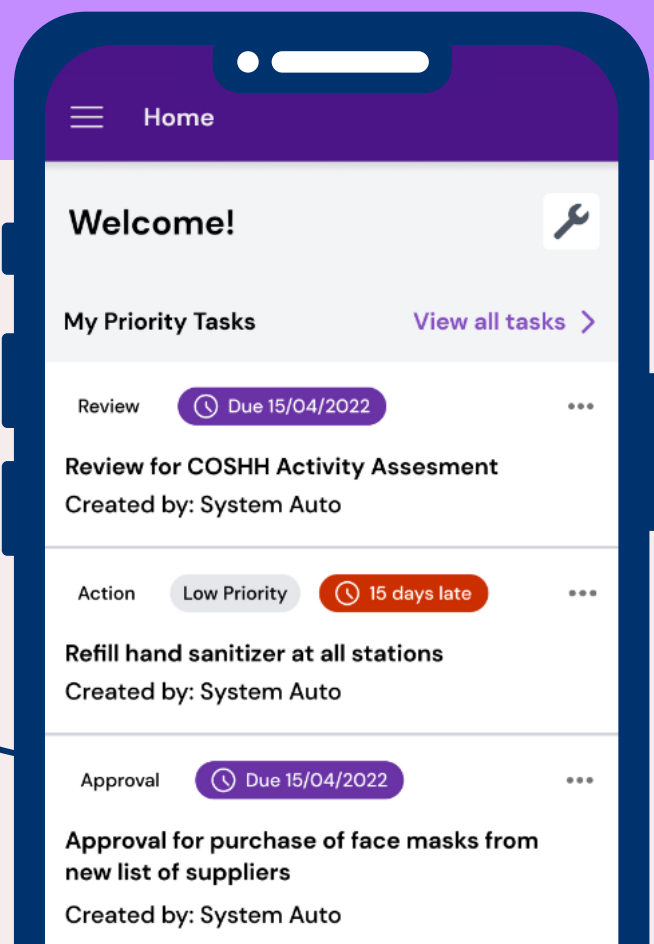 Home
Welcome!
My Priority Tasks View all tasks
Review Due 15/04/2022
Review for COSHH Activity Assesment
Created by: System Auto
Action Low Priority 15 days late
Refill hand sanitizer at all stations
Created by: System Auto
Approval Due 15/04/2022
Approval for purchase of face masks from
new list of suppliers
Created by: System Auto